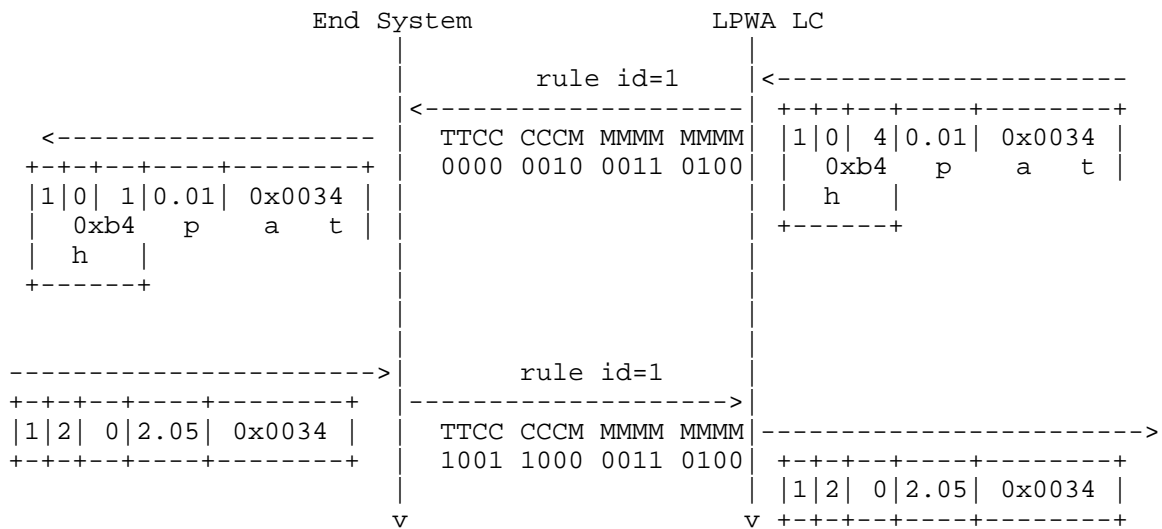 End System                  LPWA LC
                              |                           |
                              |        rule id=1          |<----------------------
                              |<--------------------------| +-+-+--+----+--------+
 <--------------------        | TTCC CCCM MMMM MMMM       | |1|0| 4|0.01| 0x0034 |
+-+-+--+----+--------+        | 0000 0010 0011 0100       | | 0xb4 p a t |
|1|0| 1|0.01| 0x0034 |        |                           | | h |
| 0xb4 p a t |                |                           | +------+
| h |                         |                           |
+------+                      |                           |
                              |                           |
                              |                           |
----------------------------->|        rule id=1          |
+-+-+--+----+--------+        |-------------------------->|
|1|2| 0|2.05| 0x0034 |        | TTCC CCCM MMMM MMMM       |------------------------>
+-+-+--+----+--------+        | 1001 1000 0011 0100       | +-+-+--+----+--------+
                              |                           | |1|2| 0|2.05| 0x0034 |
                              v                           v +-+-+--+----+--------+